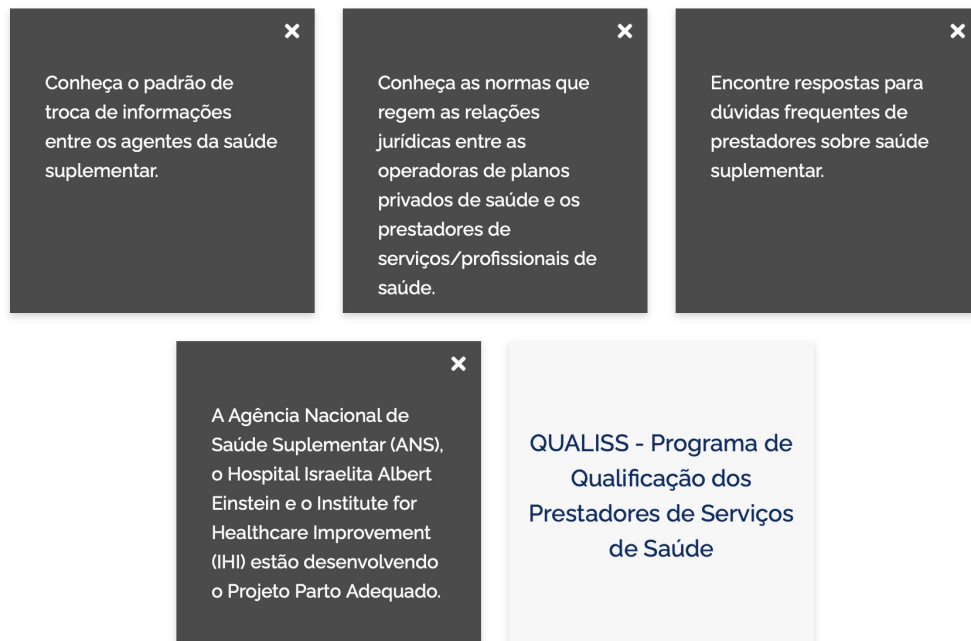 Conheça o padrão de
troca de informações
entre os agentes da saúde
suplementar.
Conheça as normas que
regem as relações
jurídicas entre as
operadoras de planos
privados de saúde e os
prestadores de
serviços/profissionais de
saúde.
Encontre respostas para
dúvidas frequentes de
prestadores sobre saúde
suplementar.
A Agência Nacional de
Saúde Suplementar (ANS),
o Hospital Israelita Albert
Einstein e o Institute for
Healthcare Improvement
(IHI) estão desenvolvendo
o Projeto Parto Adequado.
QUALISS - Programa de
Qualificação dos
Prestadores de Serviços
de Saúde